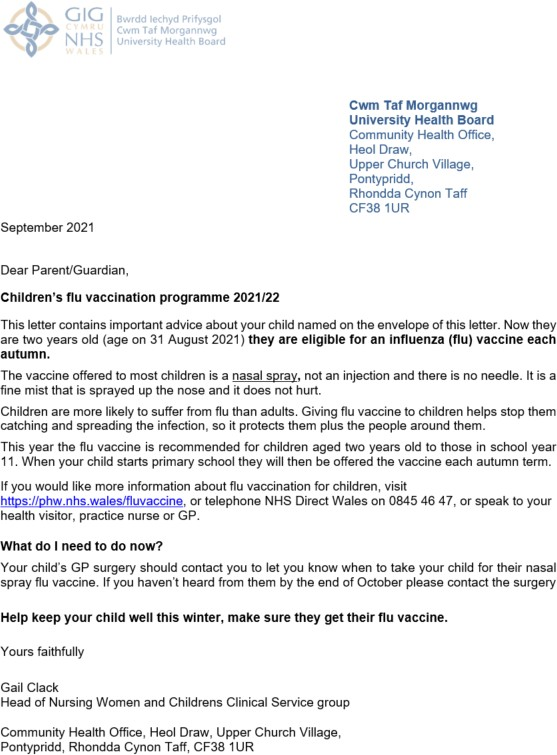 GIG
CYMRU
NHS
WALES
Bwrdd Iechyd Prifysgol
Cwm Taf Morgannwg
University Health Board
Cwm Taf Morgannwg
University Health Board
Community Health Office,
Heol Draw,
Upper Church Village,
Pontypridd,
Rhondda Cynon Taff
CF38 1UR
September 2021
Dear Parent/Guardian,
Children's flu vaccination programme 2021/22
This letter contains important advice about your child named on the envelope of this letter. Now they
are two years old (age on 31 August 2021) they are eligible for an influenza (flu) vaccine each
autumn.
The vaccine offered to most children is a nasal spray, not an injection and there is no needle. It is a
fine mist that is sprayed up the nose and it does not hurt.
Children are more likely to suffer from flu than adults. Giving flu vaccine to children helps stop them
catching and spreading the infection, so it protects them plus the people around them.
This year the flu vaccine is recommended for children aged two years old to those in school year
11. When your child starts primary school they will then be offered the vaccine each autumn term.
If you would like more information about flu vaccination for children, visit
https://phw.nhs.wales/fluvaccine, or telephone NHS Direct Wales on 0845 46 47, or speak to your
health visitor, practice nurse or GP.
What do I need to do now?
Your child's GP surgery should contact you to let you know when to take your child for their nasal
spray flu vaccine. If you haven't heard from them by the end of October please contact the surgery
Help keep your child well this winter, make sure they get their flu vaccine.
Yours faithfully
Gail Clack
Head of Nursing Women and Childrens Clinical Service group
Community Health Office, Heol Draw, Upper Church Village,
Pontypridd, Rhondda Cynon Taff, CF38 1UR